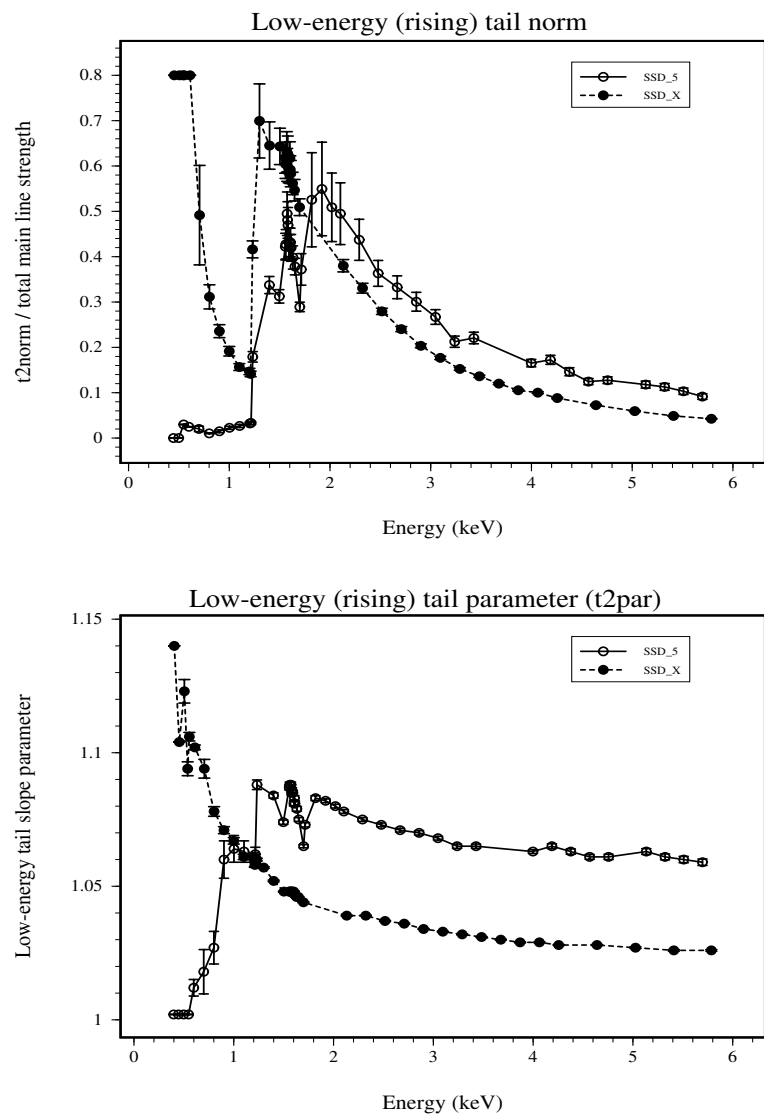 Low-energy (rising) tail norm
t2norm / total main line strength
0.8
0.7
0.6
0.5
0.4
0.3
0.2
0.1
0
SSD_5
SSD_X
0 1 2 3 4 5 6
Energy (keV)
Low-energy (rising) tail parameter (t2par)
Low-energy tail slope parameter
1.15
1.1
1.05
1
SSD_5
SSD_X
0 1 2 3 4 5 6
Energy (keV)